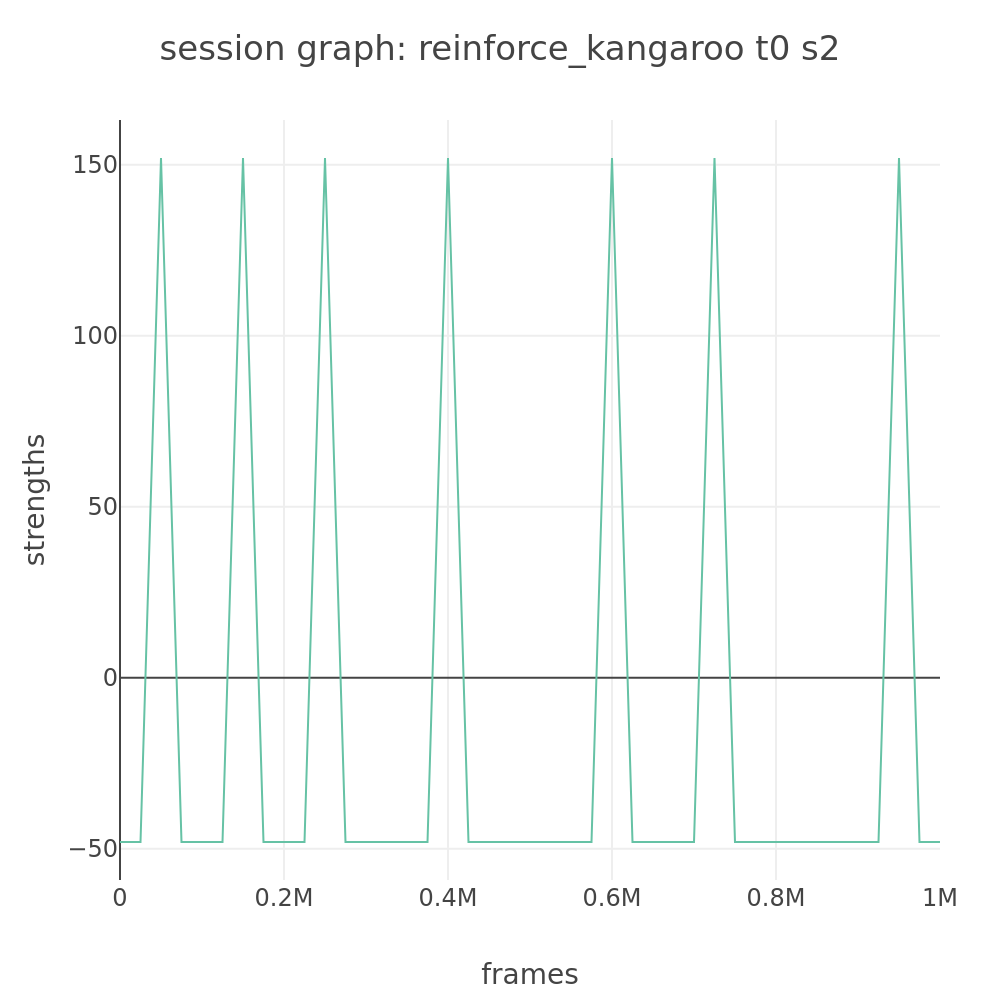 session graph: reinforce_kangaroo t0 s2
150
100
50
0
−50
strengths
0
0.2M
0.4M
0.6M
0.8M
1M
frames